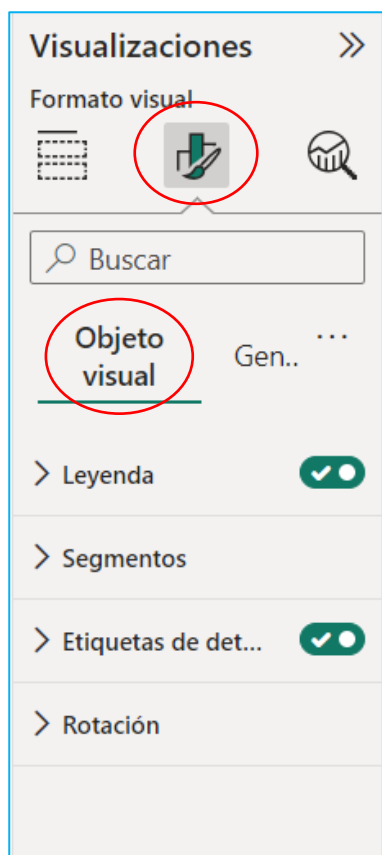 Visualizaciones
Formato visual
Buscar
Objeto
visual
Gen..
...
Leyenda
Segmentos
Etiquetas de det...
Rotación